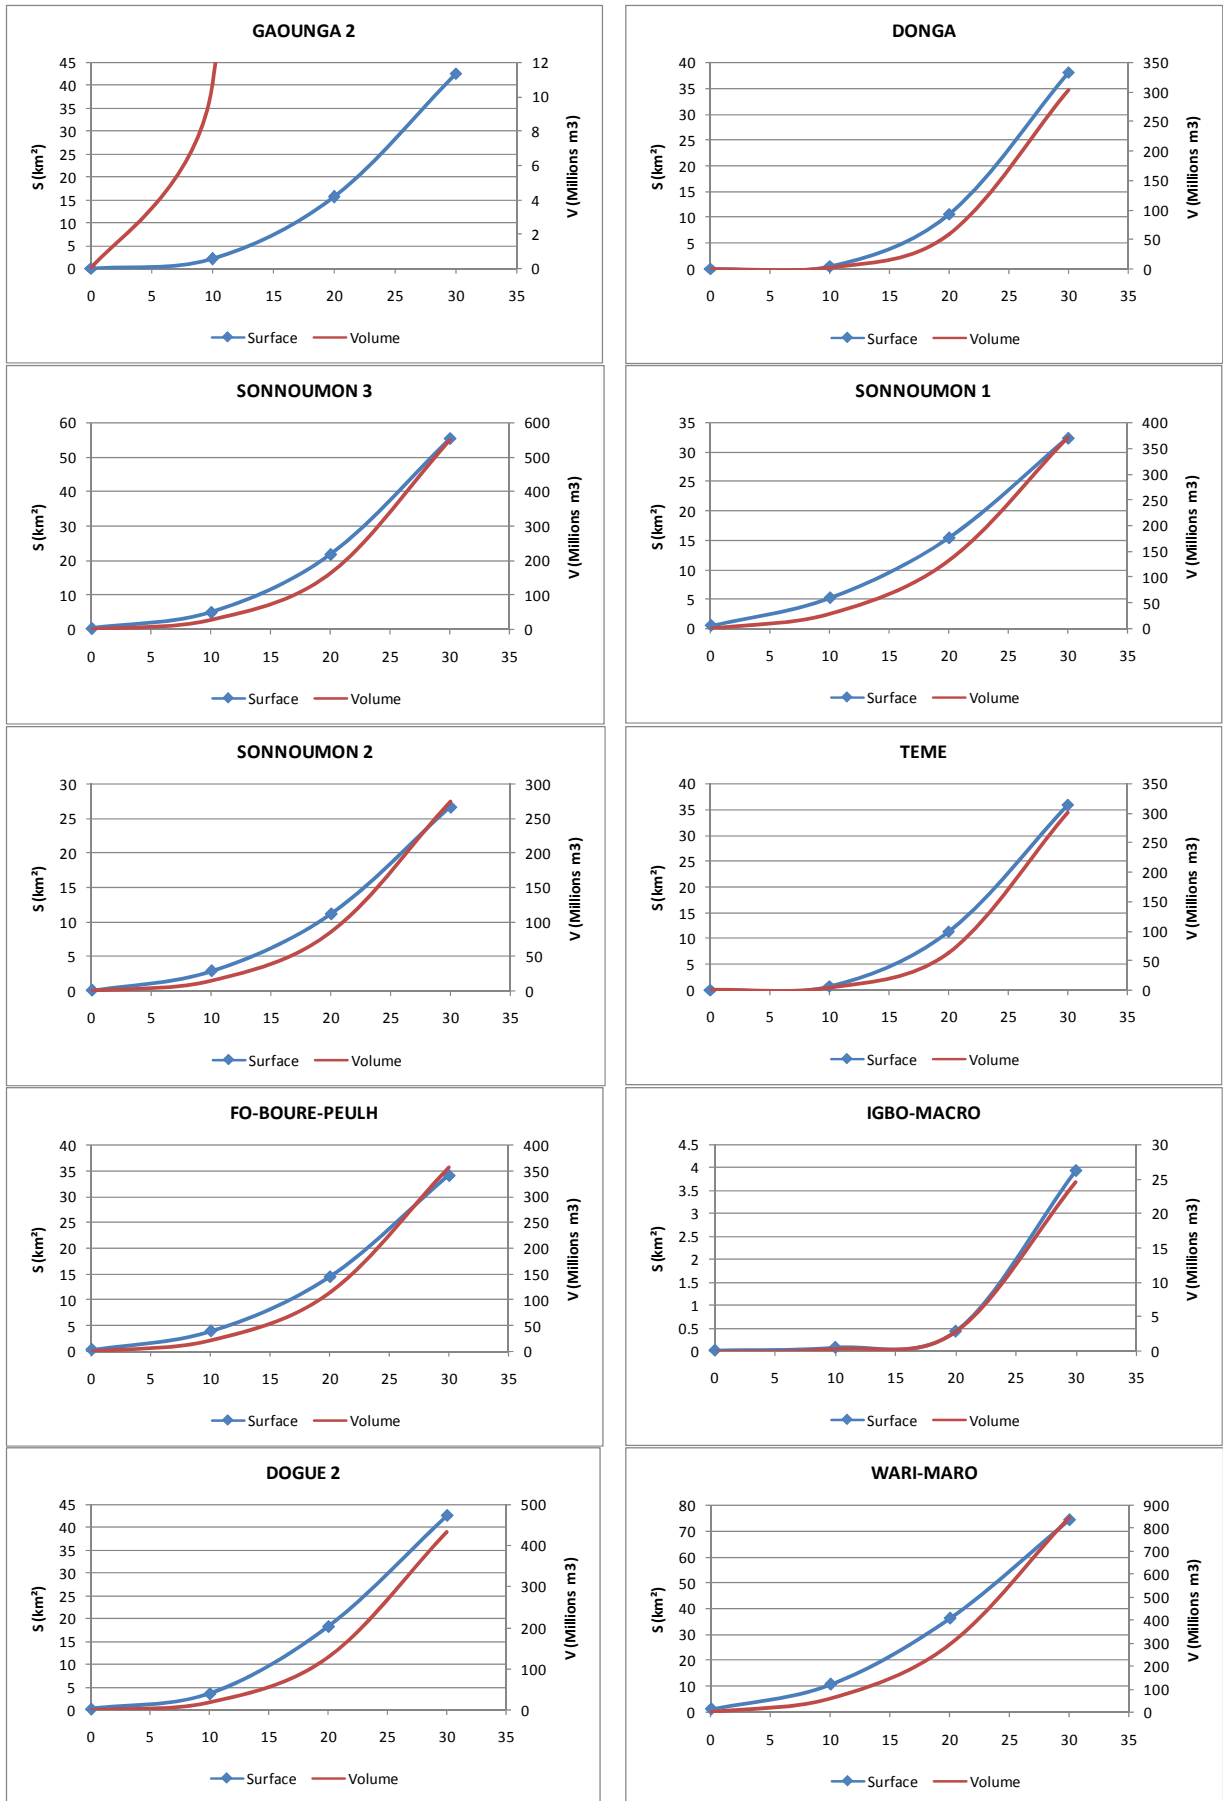 GAOUNGA 2
45 40 35 30 25 20 15 10 5 0
S (km²)
12 10 8 6 4 2 0
V (Millions m3)
0 5 10 15 20 25 30 35
Surface Volume
DONGA
40 35 30 25 20 15 10 5 0
S (km²)
350 300 250 200 150 100 50 0
V (Millions m3)
0 5 10 15 20 25 30 35
Surface Volume
SONNOUMON 3
60 50 40 30 20 10 0
S (km²)
600 500 400 300 200 100 0
V (Millions m3)
0 5 10 15 20 25 30 35
Surface Volume
SONNOUMON 1
35 30 25 20 15 10 5 0
S (km²)
400 350 300 250 200 150 100 50 0
V (Millions m3)
0 5 10 15 20 25 30 35
Surface Volume
SONNOUMON 2
30 25 20 15 10 5 0
S (km²)
300 250 200 150 100 50 0
V (Millions m3)
0 5 10 15 20 25 30 35
Surface Volume
TEME
40 35 30 25 20 15 10 5 0
S (km²)
350 300 250 200 150 100 50 0
V (Millions m3)
0 5 10 15 20 25 30 35
Surface Volume
FO-BOURE-PEULH
40 35 30 25 20 15 10 5 0
S (km²)
400 350 300 250 200 150 100 50 0
V (Millions m3)
0 5 10 15 20 25 30 35
Surface Volume
IGBO-MACRO
4.5 4 3.5 3 2.5 2 1.5 1 0.5 0
S (km²)
30 25 20 15 10 5 0
V (Millions m3)
0 5 10 15 20 25 30 35
Surface Volume
DOGUE 2
45 40 35 30 25 20 15 10 5 0
S (km²)
500 400 300 200 100 0
V (Millions m3)
0 5 10 15 20 25 30 35
Surface Volume
WARI-MARO
80 70 60 50 40 30 20 10 0
S (km²)
900 800 700 600 500 400 300 200 100 0
V (Millions m3)
0 5 10 15 20 25 30 35
Surface Volume